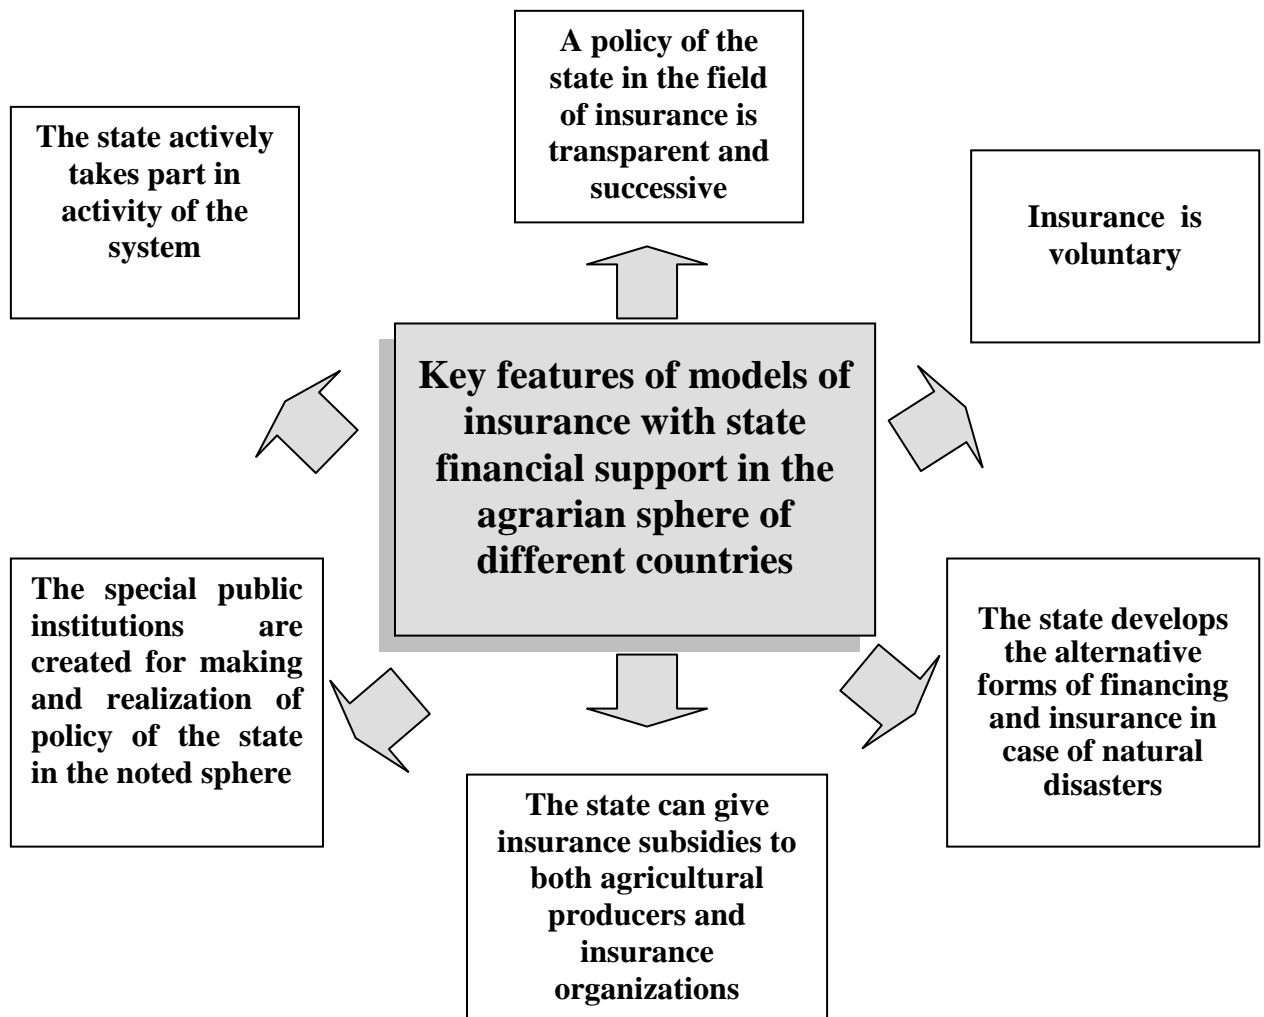 A policy of the
state in the field
of insurance is
transparent and
successive
The state actively
takes part in
activity of the
system
Insurance is
voluntary
Key features of models of
insurance with state
financial support in the
agrarian sphere of
different countries
The special public
institutions are
created for making
and realization of
policy of the state
in the noted sphere
The state develops
the alternative
forms of financing
and insurance in
case of natural
disasters
The state can give
insurance subsidies to
both agricultural
producers and
insurance
organizations